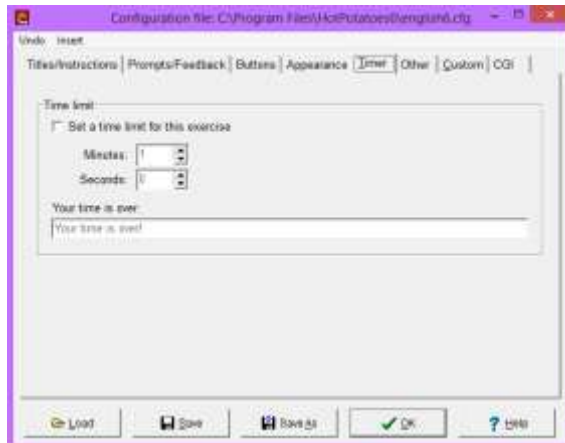 Configuration file: C:\Program Files\HotPotatoes6\english6.cfg
Undo Insert
Titles/Instructions Prompts/Feedback Buttons Appearance Timer Other Custom CGI
Time limit
Set a time limit for this exercise
Minutes: 1
Seconds: 0
Your time is over:
Your time is over!
Load Save Save As OK Help